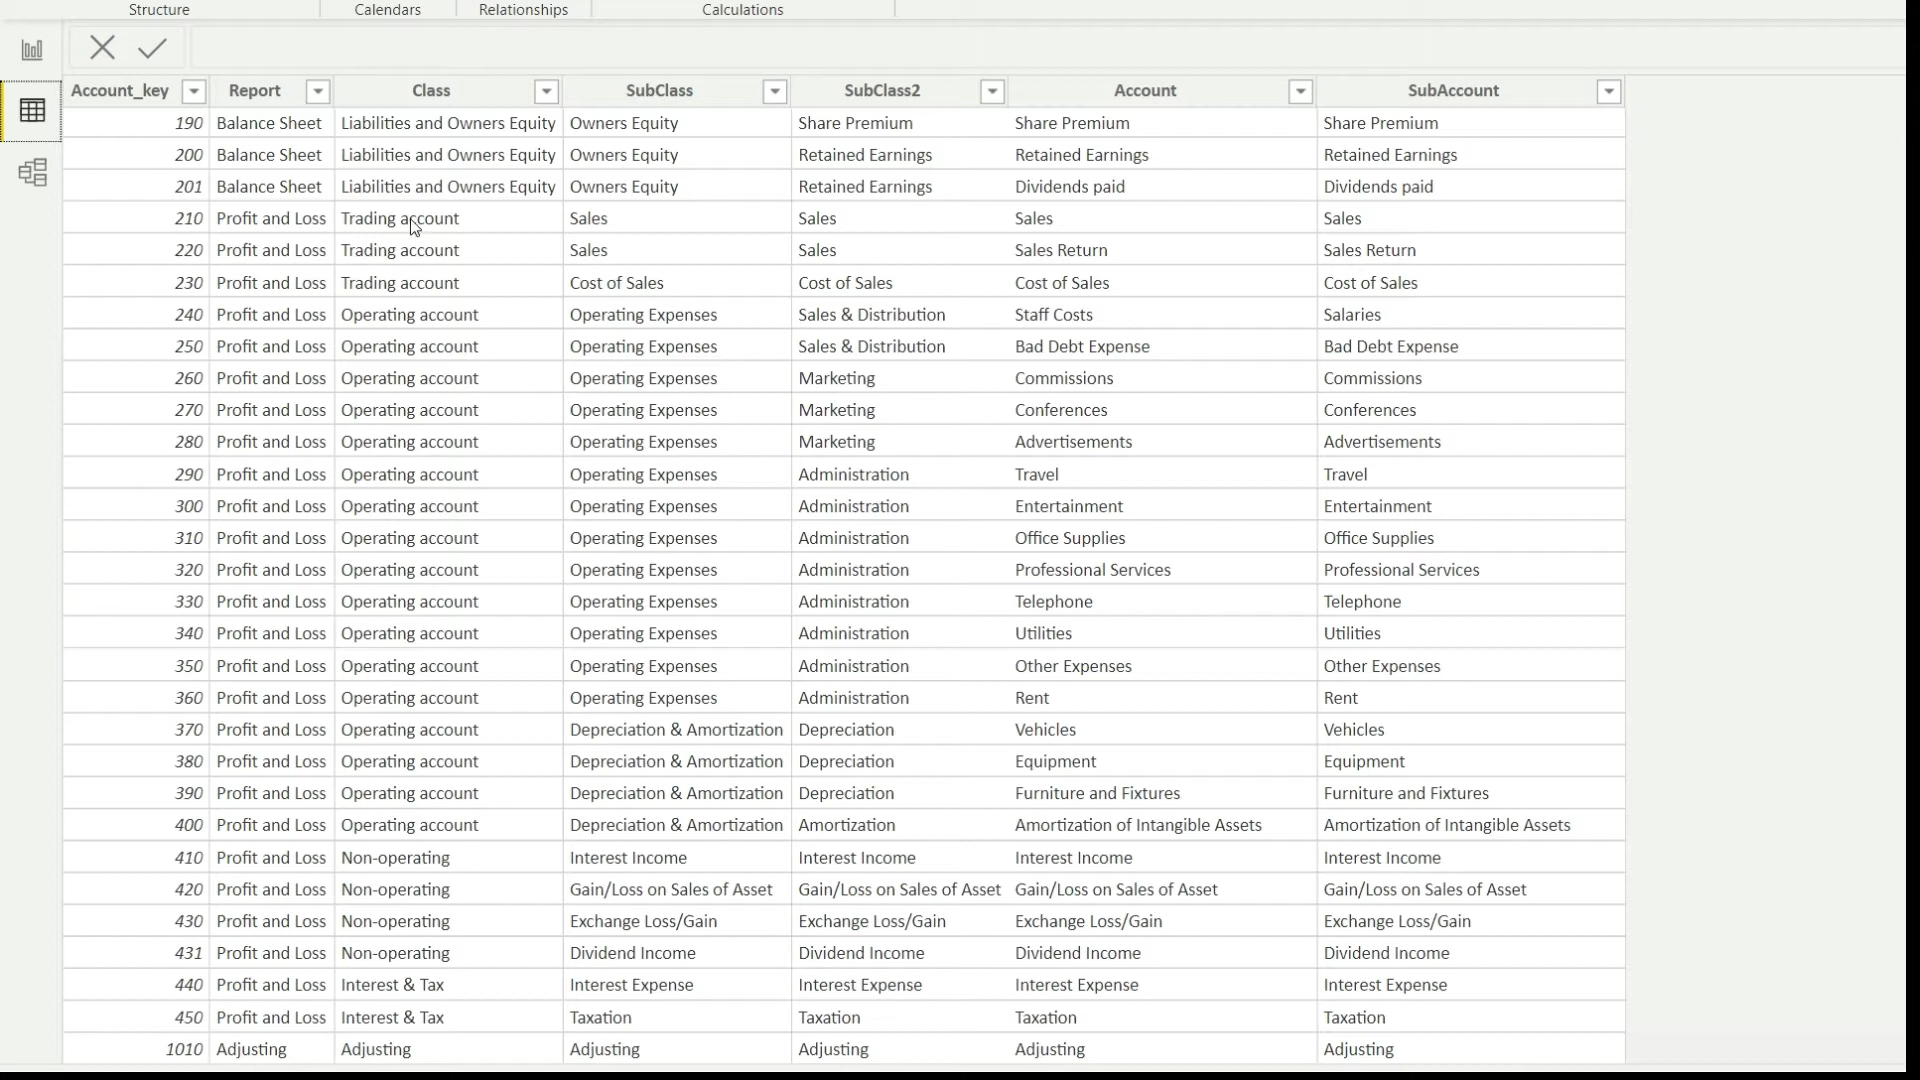 Structure Calendars Relationships Calculations
Account_key Report Class SubClass SubClass2 Account SubAccount
190 Balance Sheet Liabilities and Owners Equity Owners Equity Share Premium Share Premium Share Premium
200 Balance Sheet Liabilities and Owners Equity Owners Equity Retained Earnings Retained Earnings Retained Earnings
201 Balance Sheet Liabilities and Owners Equity Owners Equity Retained Earnings Dividends paid Dividends paid
210 Profit and Loss Trading account Sales Sales Sales Sales
220 Profit and Loss Trading account Sales Sales Sales Return Sales Return
230 Profit and Loss Trading account Cost of Sales Cost of Sales Cost of Sales Cost of Sales
240 Profit and Loss Operating account Operating Expenses Sales & Distribution Staff Costs Salaries
250 Profit and Loss Operating account Operating Expenses Sales & Distribution Bad Debt Expense Bad Debt Expense
260 Profit and Loss Operating account Operating Expenses Marketing Commissions Commissions
270 Profit and Loss Operating account Operating Expenses Marketing Conferences Conferences
280 Profit and Loss Operating account Operating Expenses Marketing Advertisements Advertisements
290 Profit and Loss Operating account Operating Expenses Administration Travel Travel
300 Profit and Loss Operating account Operating Expenses Administration Entertainment Entertainment
310 Profit and Loss Operating account Operating Expenses Administration Office Supplies Office Supplies
320 Profit and Loss Operating account Operating Expenses Administration Professional Services Professional Services
330 Profit and Loss Operating account Operating Expenses Administration Telephone Telephone
340 Profit and Loss Operating account Operating Expenses Administration Utilities Utilities
350 Profit and Loss Operating account Operating Expenses Administration Other Expenses Other Expenses
360 Profit and Loss Operating account Operating Expenses Administration Rent Rent
370 Profit and Loss Operating account Depreciation & Amortization Depreciation Vehicles Vehicles
380 Profit and Loss Operating account Depreciation & Amortization Depreciation Equipment Equipment
390 Profit and Loss Operating account Depreciation & Amortization Depreciation Furniture and Fixtures Furniture and Fixtures
400 Profit and Loss Operating account Depreciation & Amortization Amortization Amortization of Intangible Assets Amortization of Intangible Assets
410 Profit and Loss Non-operating Interest Income Interest Income Interest Income Interest Income
420 Profit and Loss Non-operating Gain/Loss on Sales of Asset Gain/Loss on Sales of Asset Gain/Loss on Sales of Asset Gain/Loss on Sales of Asset
430 Profit and Loss Non-operating Exchange Loss/Gain Exchange Loss/Gain Exchange Loss/Gain Exchange Loss/Gain
431 Profit and Loss Non-operating Dividend Income Dividend Income Dividend Income Dividend Income
440 Profit and Loss Interest & Tax Interest Expense Interest Expense Interest Expense Interest Expense
450 Profit and Loss Interest & Tax Taxation Taxation Taxation Taxation
1010 Adjusting Adjusting Adjusting Adjusting Adjusting Adjusting